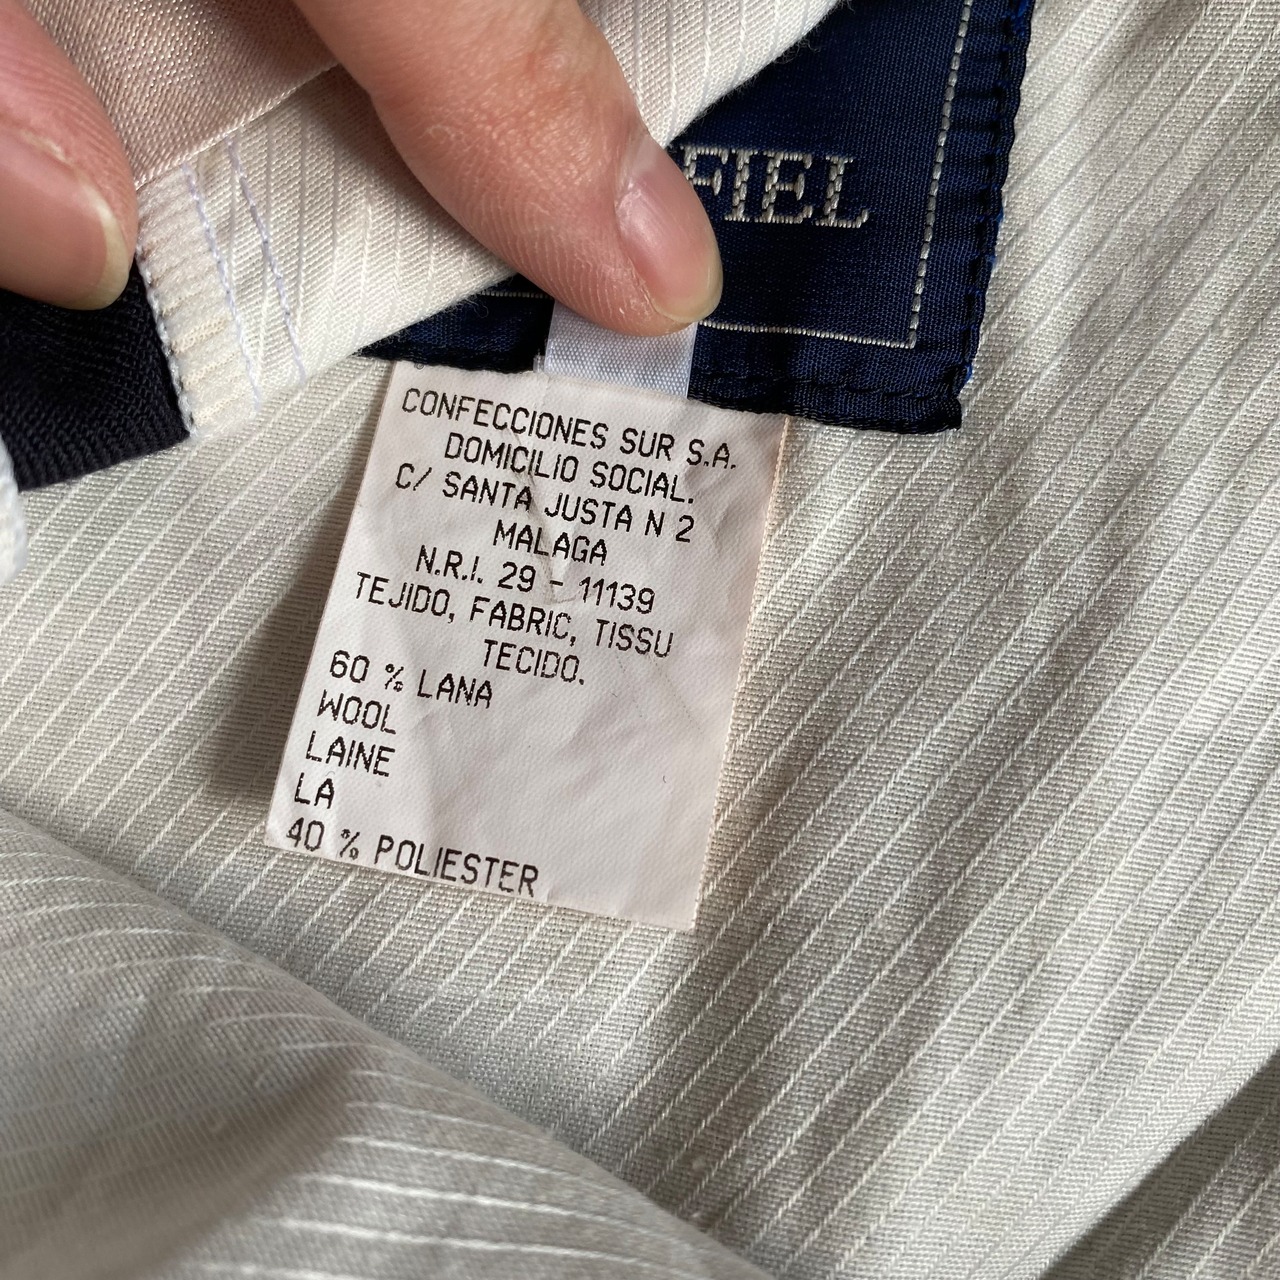 FIEL
CONFECCIONES SUR S.A.
DOMICILIO SOCIAL.
C/ SANTA JUSTA N 2
MALAGA
N.R.I. 29 - 11139
TEJIDO, FABRIC, TISSU
TECIDO.
60 % LANA
WOOL
LAINE
LA
40 % POLIESTER